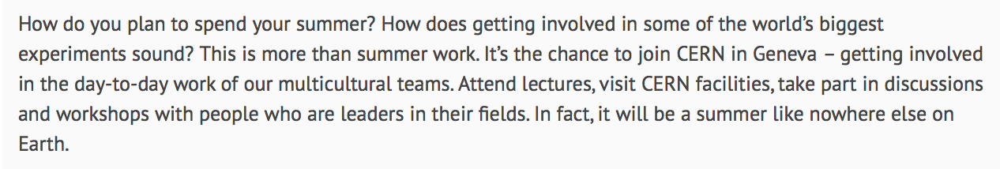 How do you plan to spend your summer? How does getting involved in some of the world’s biggest
experiments sound? This is more than summer work. It’s the chance to join CERN in Geneva – getting involved
in the day-to-day work of our multicultural teams. Attend lectures, visit CERN facilities, take part in discussions
and workshops with people who are leaders in their fields. In fact, it will be a summer like nowhere else on
Earth.